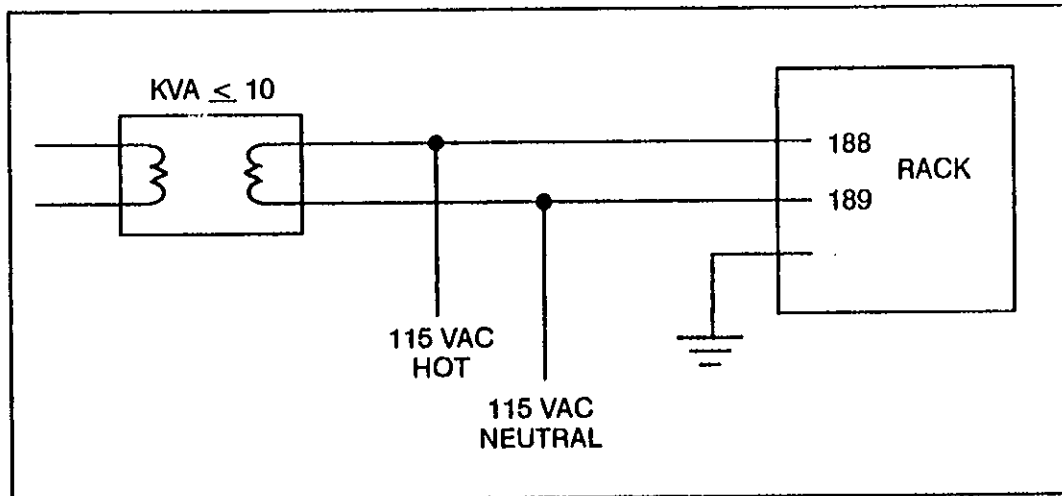 KVA ≤ 10
188
RACK
189
115 VAC
HOT
115 VAC
NEUTRAL